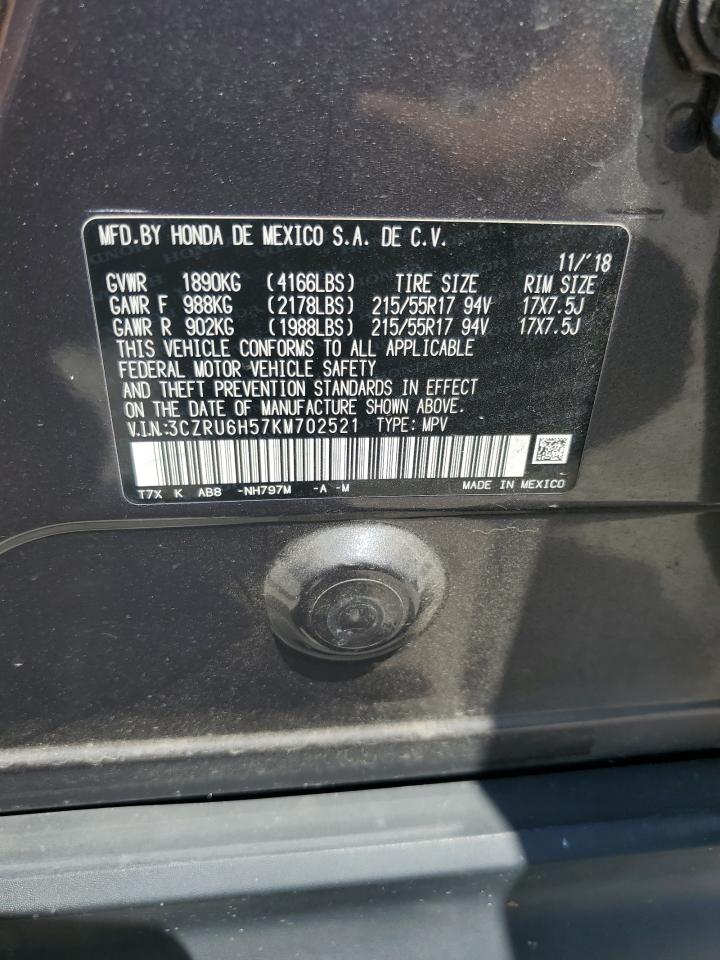 MFD.BY HONDA DE MEXICO S.A. DE C.V.
11/'18
GVWR 1890KG (4166LBS) TIRE SIZE RIM SIZE
GAWR F 988KG (2178LBS) 215/55R17 94V 17X7.5J
GAWR R 902KG (1988LBS) 215/55R17 94V 17X7.5J
THIS VEHICLE CONFORMS TO ALL APPLICABLE
FEDERAL MOTOR VEHICLE SAFETY
AND THEFT PREVENTION STANDARDS IN EFFECT
ON THE DATE OF MANUFACTURE SHOWN ABOVE.
V.I.N.:3CZRU6H57KM702521 TYPE: MPV
T7X K AB8 -NH797M -A -M MADE IN MEXICO